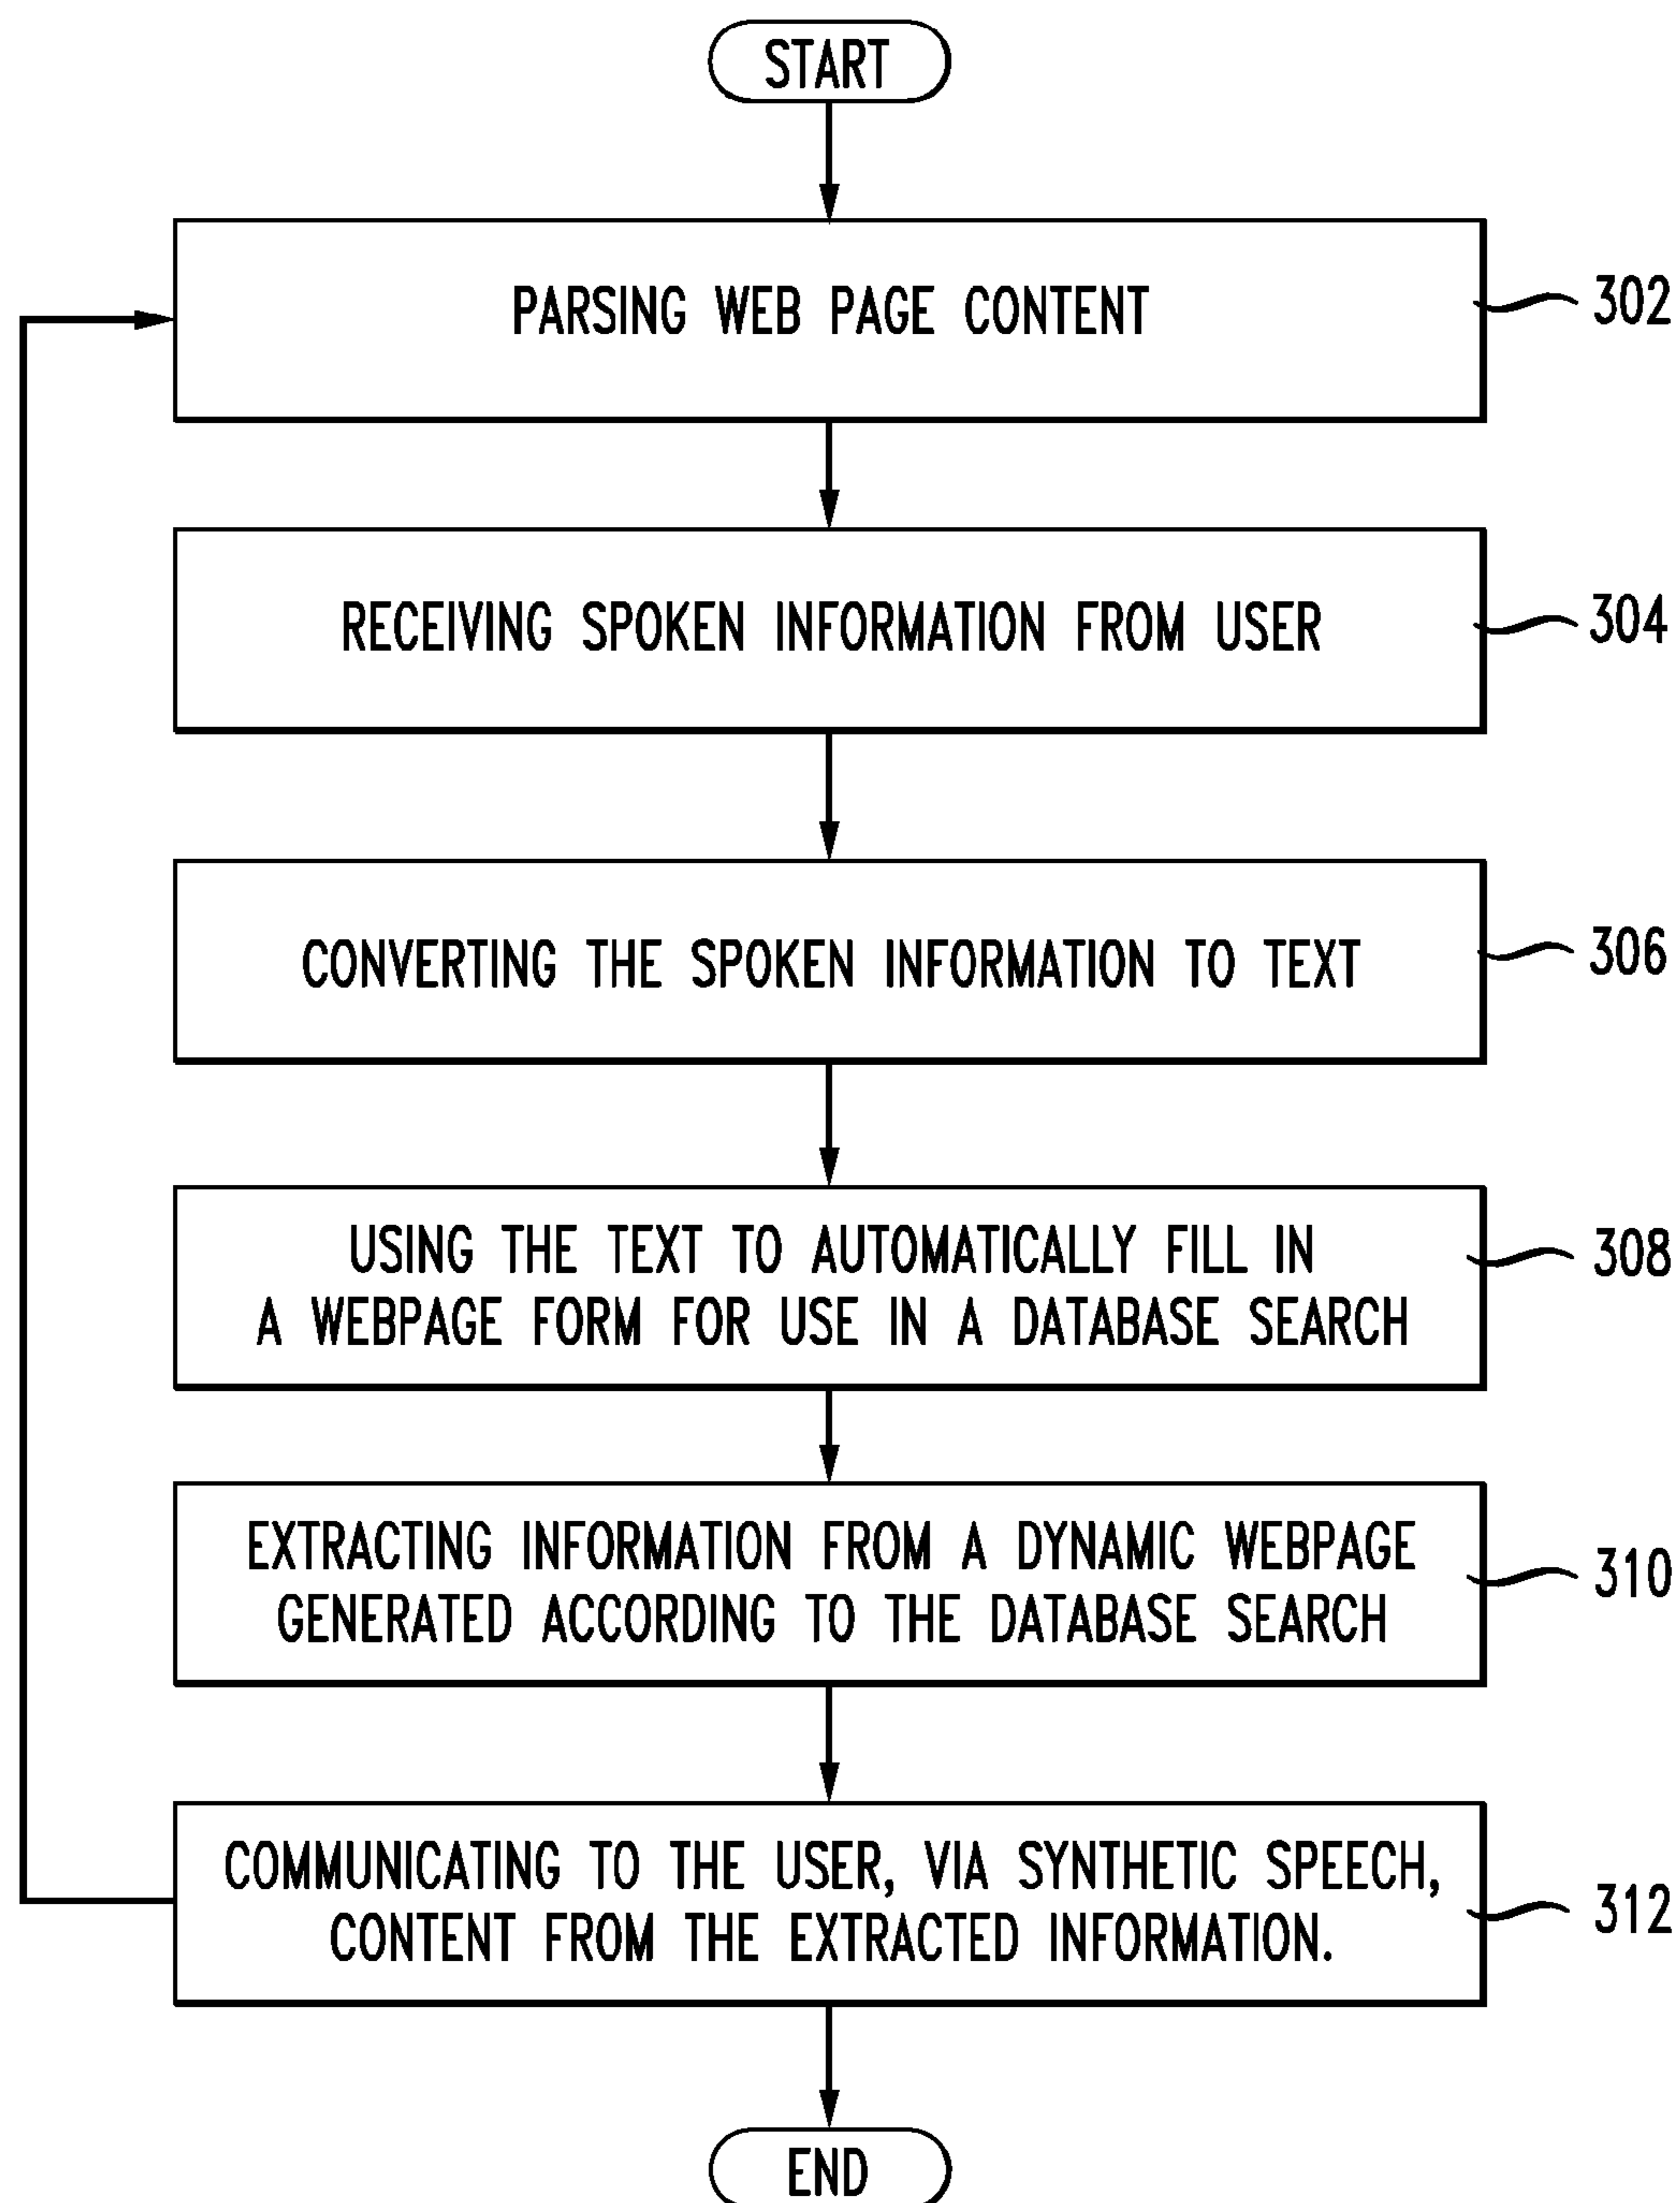 START
PARSING WEB PAGE CONTENT
302
RECEIVING SPOKEN INFORMATION FROM USER
304
CONVERTING THE SPOKEN INFORMATION TO TEXT
306
USING THE TEXT TO AUTOMATICALLY FILL IN
A WEBPAGE FORM FOR USE IN A DATABASE SEARCH
308
EXTRACTING INFORMATION FROM A DYNAMIC WEBPAGE
GENERATED ACCORDING TO THE DATABASE SEARCH
310
COMMUNICATING TO THE USER, VIA SYNTHETIC SPEECH,
CONTENT FROM THE EXTRACTED INFORMATION.
312
END